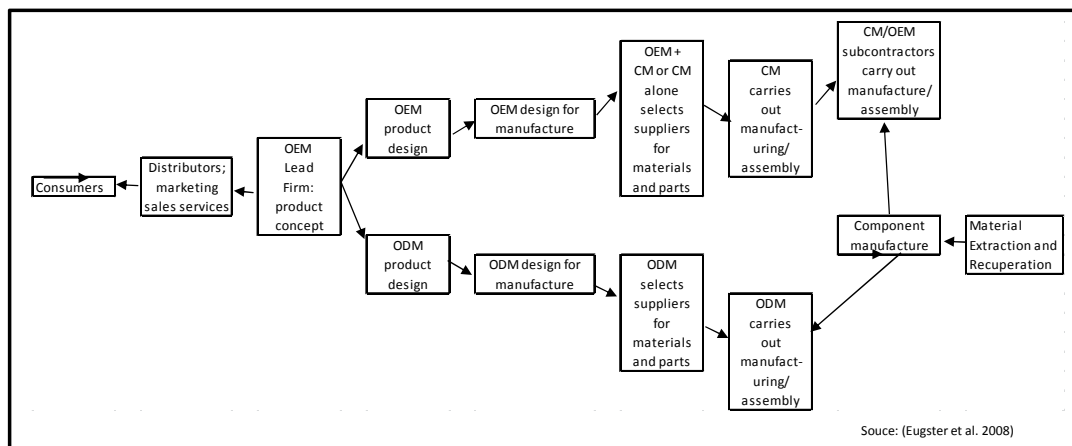 Consumers
Distributors;
marketing
sales services
OEM
Lead
Firm:
product
concept
OEM
product
design
OEM design for
manufacture
OEM +
CM or CM
alone
selects
suppliers
for
materials
and parts
CM
carries
out
manufact-
uring/
assembly
CM/OEM
subcontractors
carry out
manufacture/
assembly
ODM
product
design
ODM design for
manufacture
ODM
selects
suppliers
for
materials
and parts
ODM
carries
out
manufact-
uring/
assembly
Component
manufacture
Material
Extraction and
Recuperation
Souce: (Eugster et al. 2008)